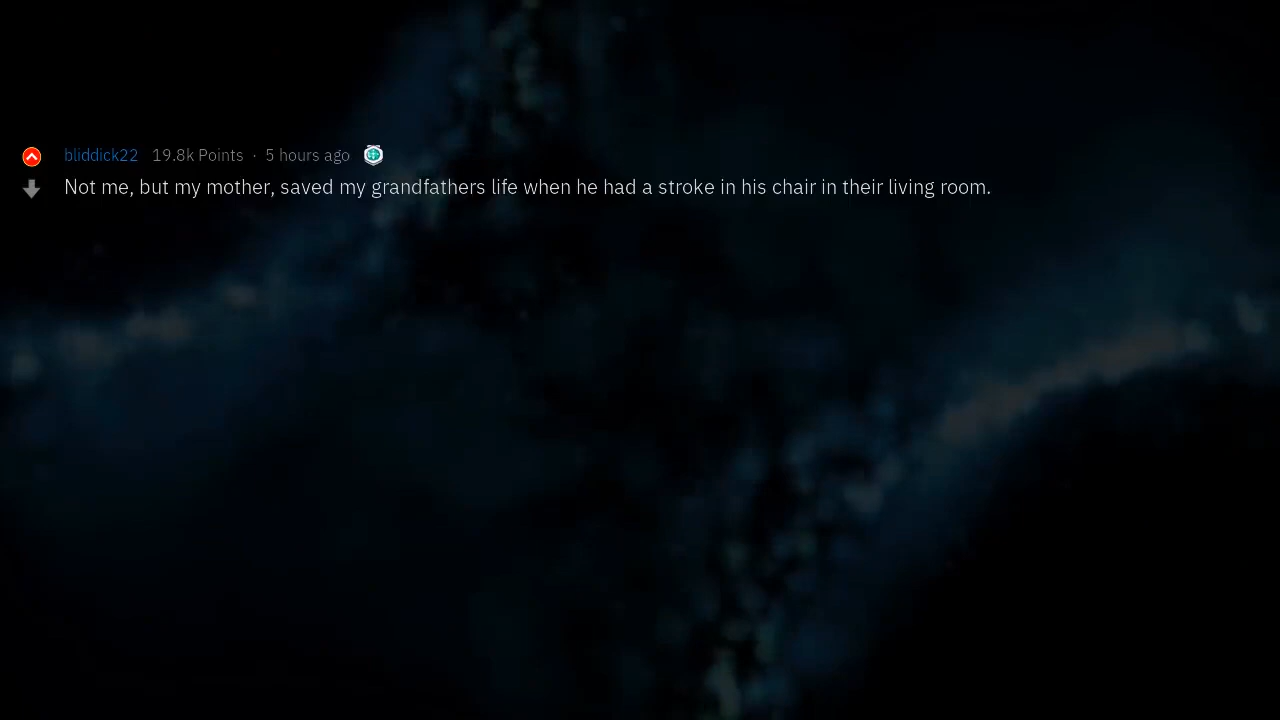 bliddick22 19.8k Points · 5 hours ago
Not me, but my mother, saved my grandfathers life when he had a stroke in his chair in their living room.